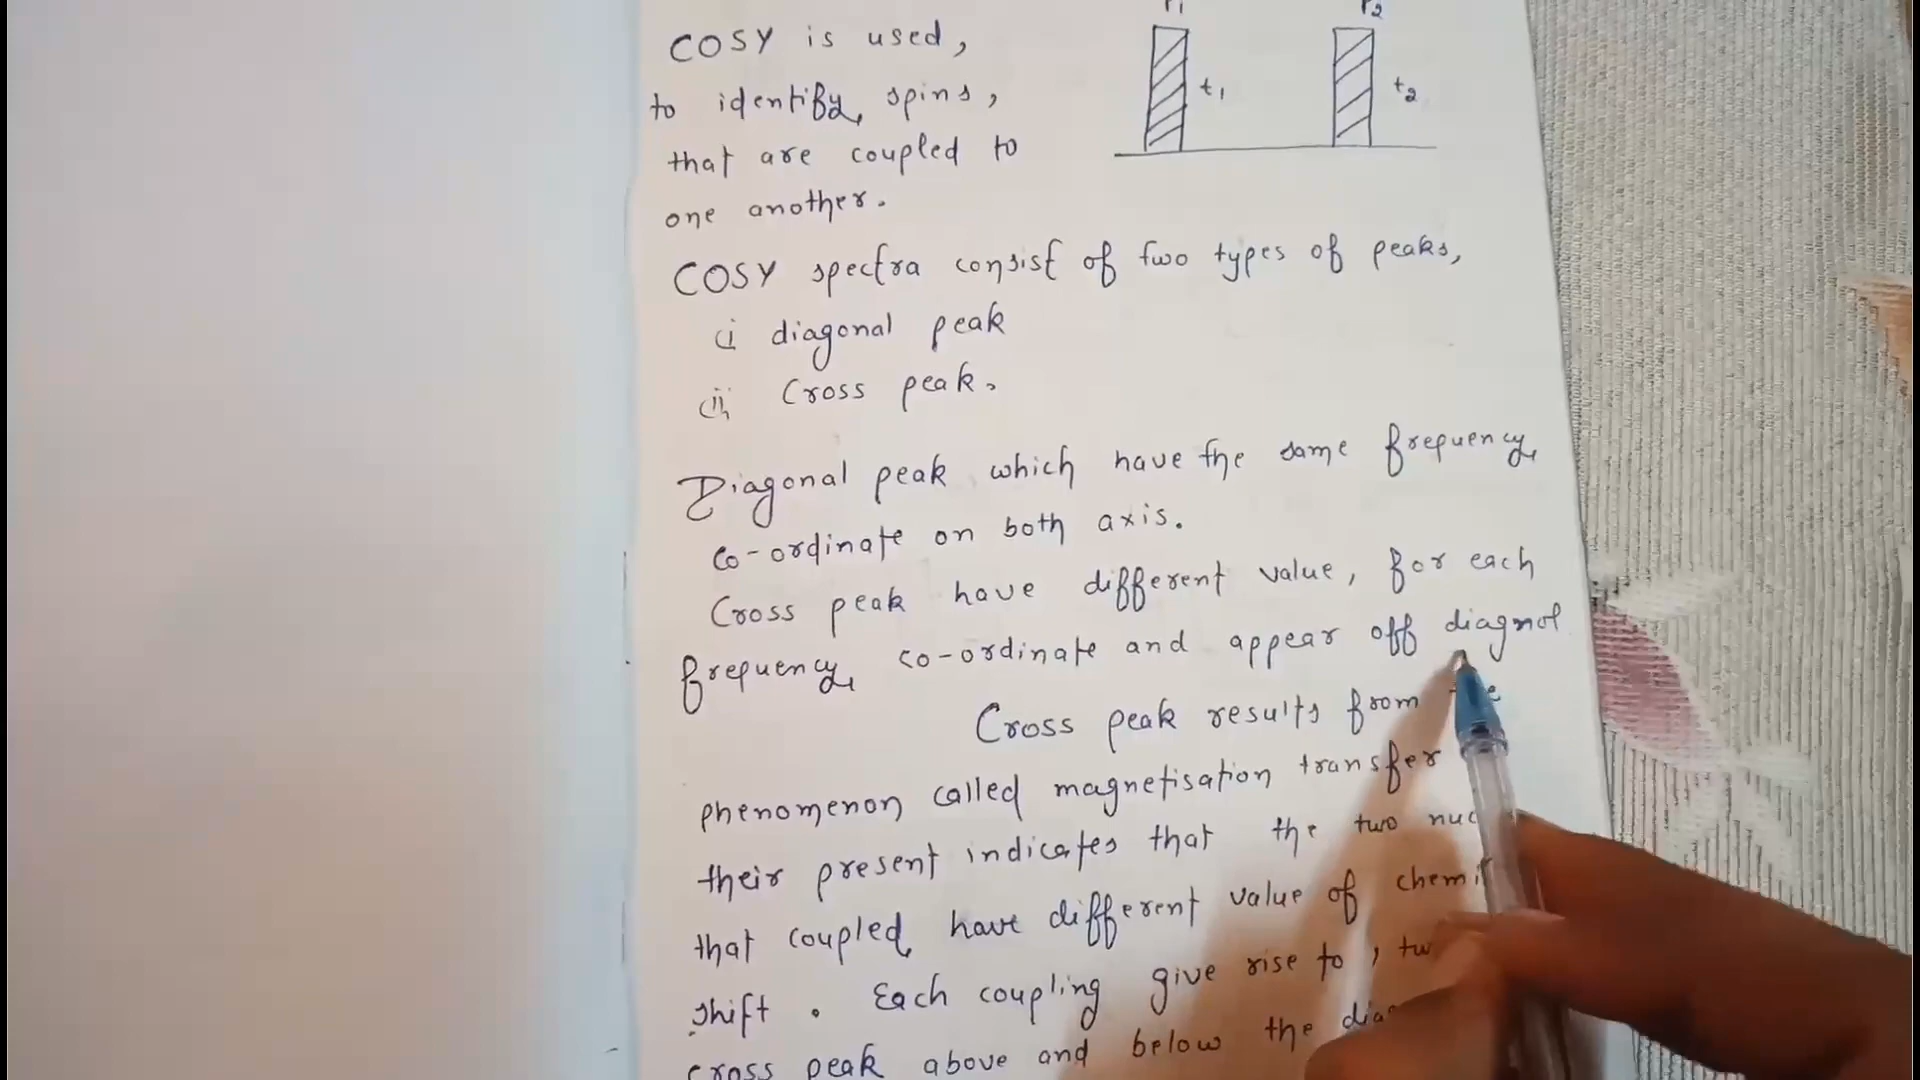 COSY is used,
to identify spins,
that are coupled to
one another.
t1
t2
COSY spectra consist of two types of peaks,
(i diagonal peak
(ii, Cross peak.
Diagonal peak which have the same frequency
co-ordinate on both axis.
Cross peak have different value, for each
frequency co-ordinate and appear off diagnol
Cross peak results from
phenomenon called magnetisation transfer
their present indicates that the two
that coupled have different value of
shift. Each coupling give rise to,
cross peak above and below the